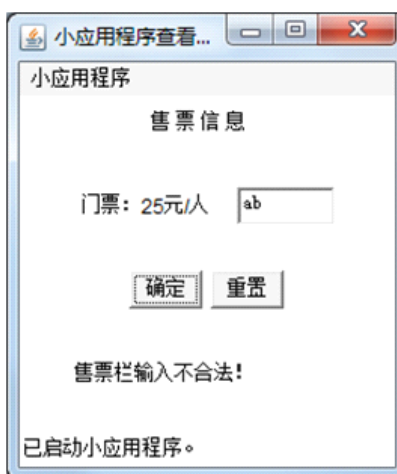 小应用程序查看...
小应用程序
售票信息
门票：25元/人 ab
确定 重置
售票栏输入不合法！
已启动小应用程序。